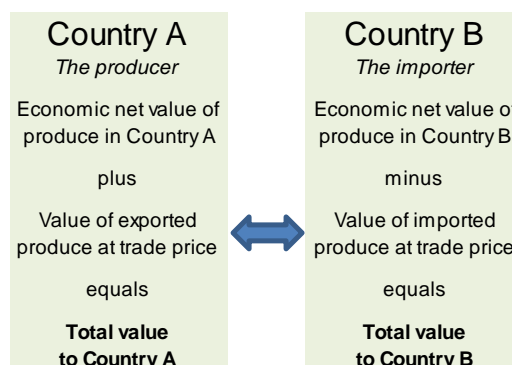 Country A
The producer
Economic net value of
produce in Country A
plus
Value of exported
produce at trade price
equals
Total value
to Country A
Country B
The importer
Economic net value of
produce in Country B
minus
Value of imported
produce at trade price
equals
Total value
to Country B